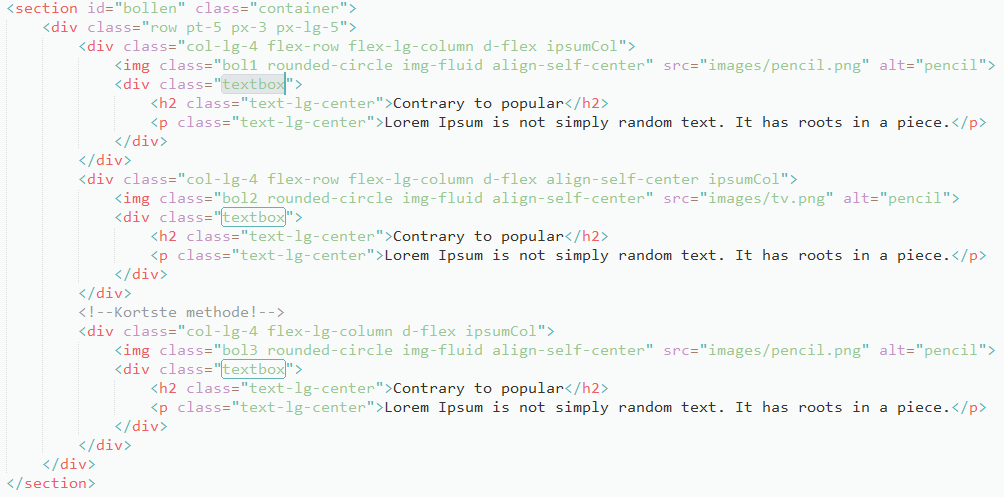 <section id="bollen" class="container">
<div class="row pt-5 px-3 px-lg-5">
<div class="col-lg-4 flex-row flex-lg-column d-flex ipsumCol">
<img class="bol1 rounded-circle img-fluid align-self-center" src="images/pencil.png" alt="pencil">
<div class="textbox">
<h2 class="text-lg-center">Contrary to popular</h2>
<p class="text-lg-center">Lorem Ipsum is not simply random text. It has roots in a piece.</p>
</div>
</div>
<div class="col-lg-4 flex-row flex-lg-column d-flex align-self-center ipsumCol">
<img class="bol2 rounded-circle img-fluid align-self-center" src="images/tv.png" alt="pencil">
<div class="textbox">
<h2 class="text-lg-center">Contrary to popular</h2>
<p class="text-lg-center">Lorem Ipsum is not simply random text. It has roots in a piece.</p>
</div>
</div>
<!--Kortste methode!-->
<div class="col-lg-4 flex-lg-column d-flex ipsumCol">
<img class="bol3 rounded-circle img-fluid align-self-center" src="images/pencil.png" alt="pencil">
<div class="textbox">
<h2 class="text-lg-center">Contrary to popular</h2>
<p class="text-lg-center">Lorem Ipsum is not simply random text. It has roots in a piece.</p>
</div>
</div>
</div>
</section>